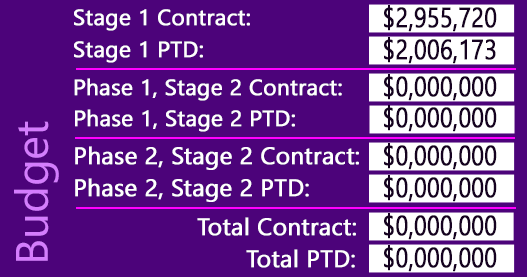 Budget
Stage 1 Contract: $2,955,720
Stage 1 PTD: $2,006,173
Phase 1, Stage 2 Contract: $0,000,000
Phase 1, Stage 2 PTD: $0,000,000
Phase 2, Stage 2 Contract: $0,000,000
Phase 2, Stage 2 PTD: $0,000,000
Total Contract: $0,000,000
Total PTD: $0,000,000